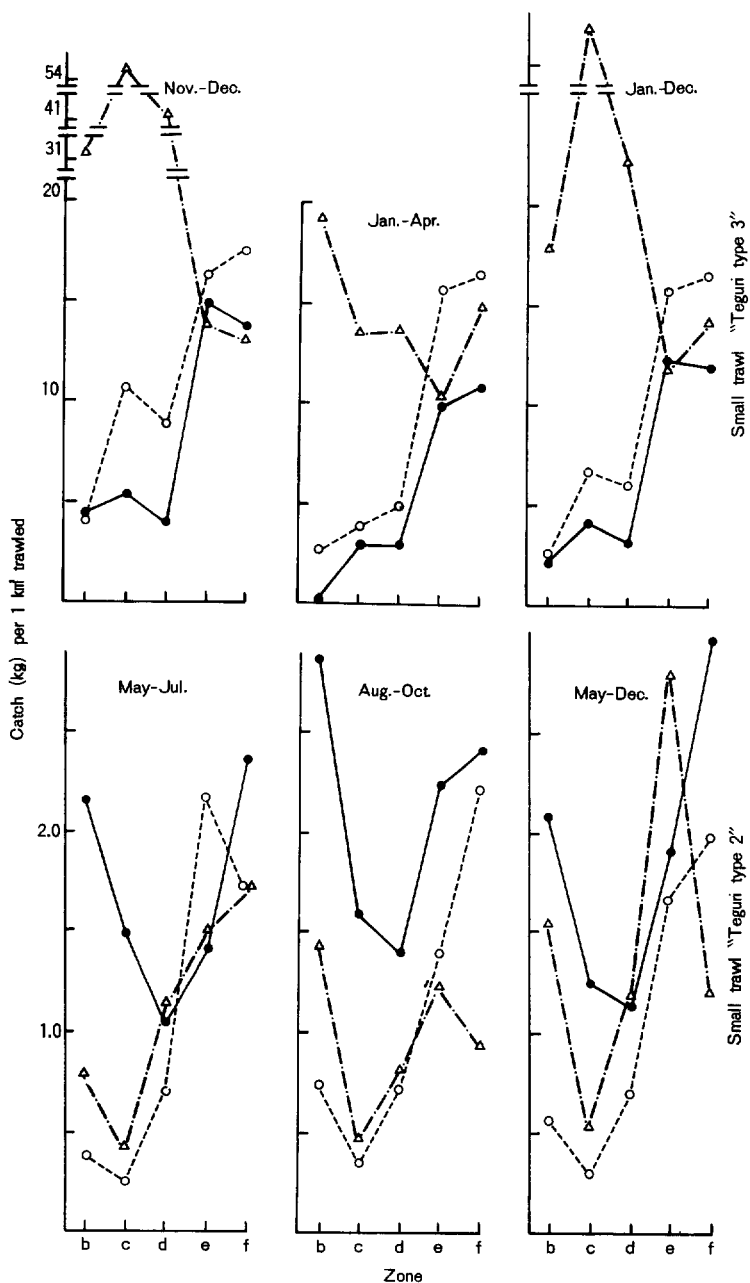 54
41
31
20
10
Nov.-Dec.
Jan.-Apr.
Jan.-Dec.
Small trawl "Teguri type 3"
Catch (kg) per 1 km² trawled
2.0
1.0
May-Jul.
Aug.-Oct.
May-Dec.
Small trawl "Teguri type 2"
b c d e f
b c d e f
b c d e f
Zone